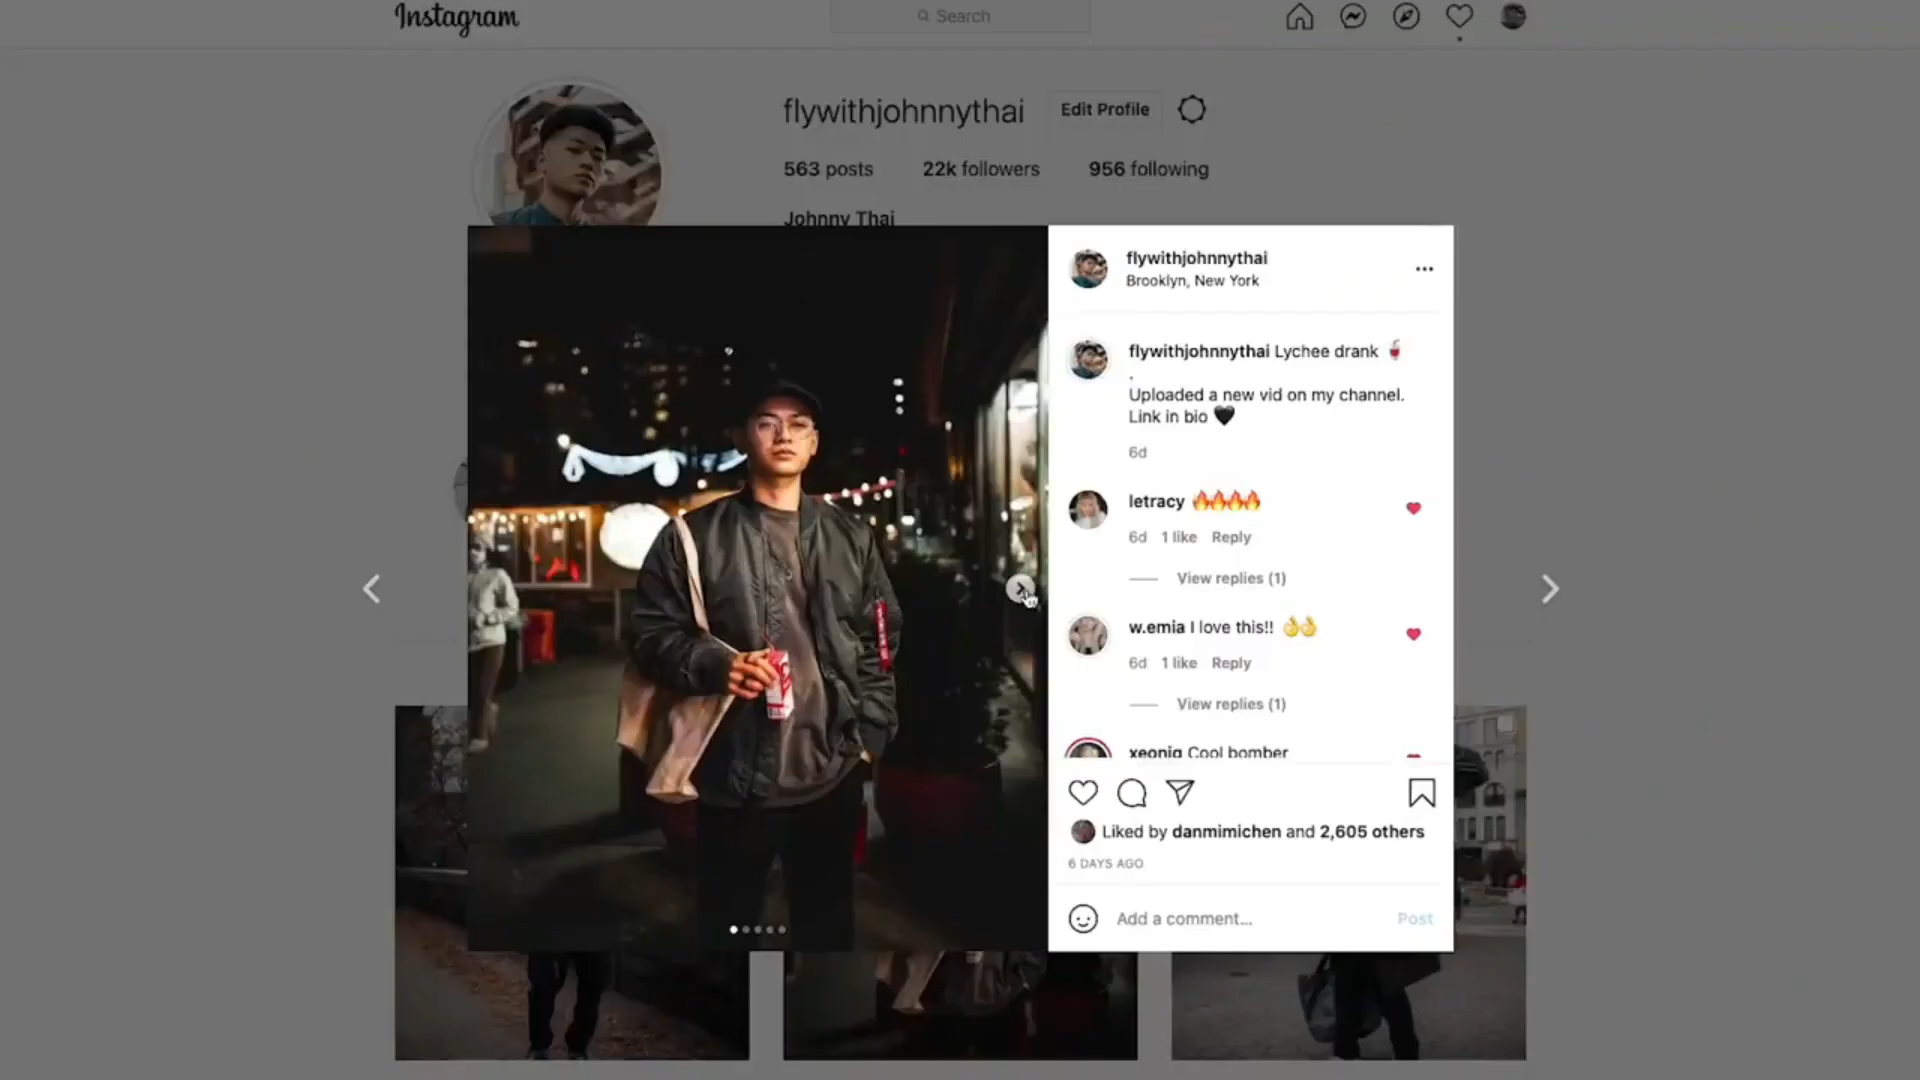 Instagram
Search
flywithjohnnythai Edit Profile
563 posts 22k followers 956 following
Johnny Thai
flywithjohnnythai
Brooklyn, New York
flywithjohnnythai Lychee drank
.
Uploaded a new vid on my channel.
Link in bio 🖤
6d
letracy 🔥🔥🔥🔥
6d 1 like Reply
View replies (1)
w.emia I love this!! 👌👌
6d 1 like Reply
View replies (1)
xeoniq Cool bomber
Liked by danmimichen and 2,605 others
6 DAYS AGO
Add a comment... Post